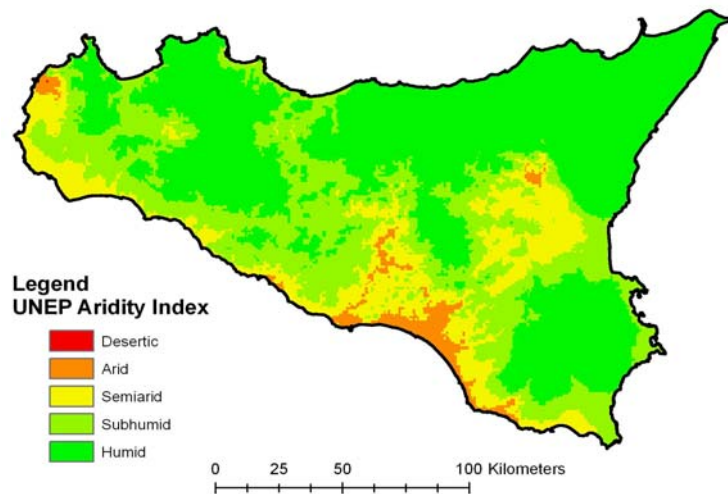 Legend
UNEP Aridity Index
Desertic
Arid
Semiarid
Subhumid
Humid
0 25 50 100 Kilometers